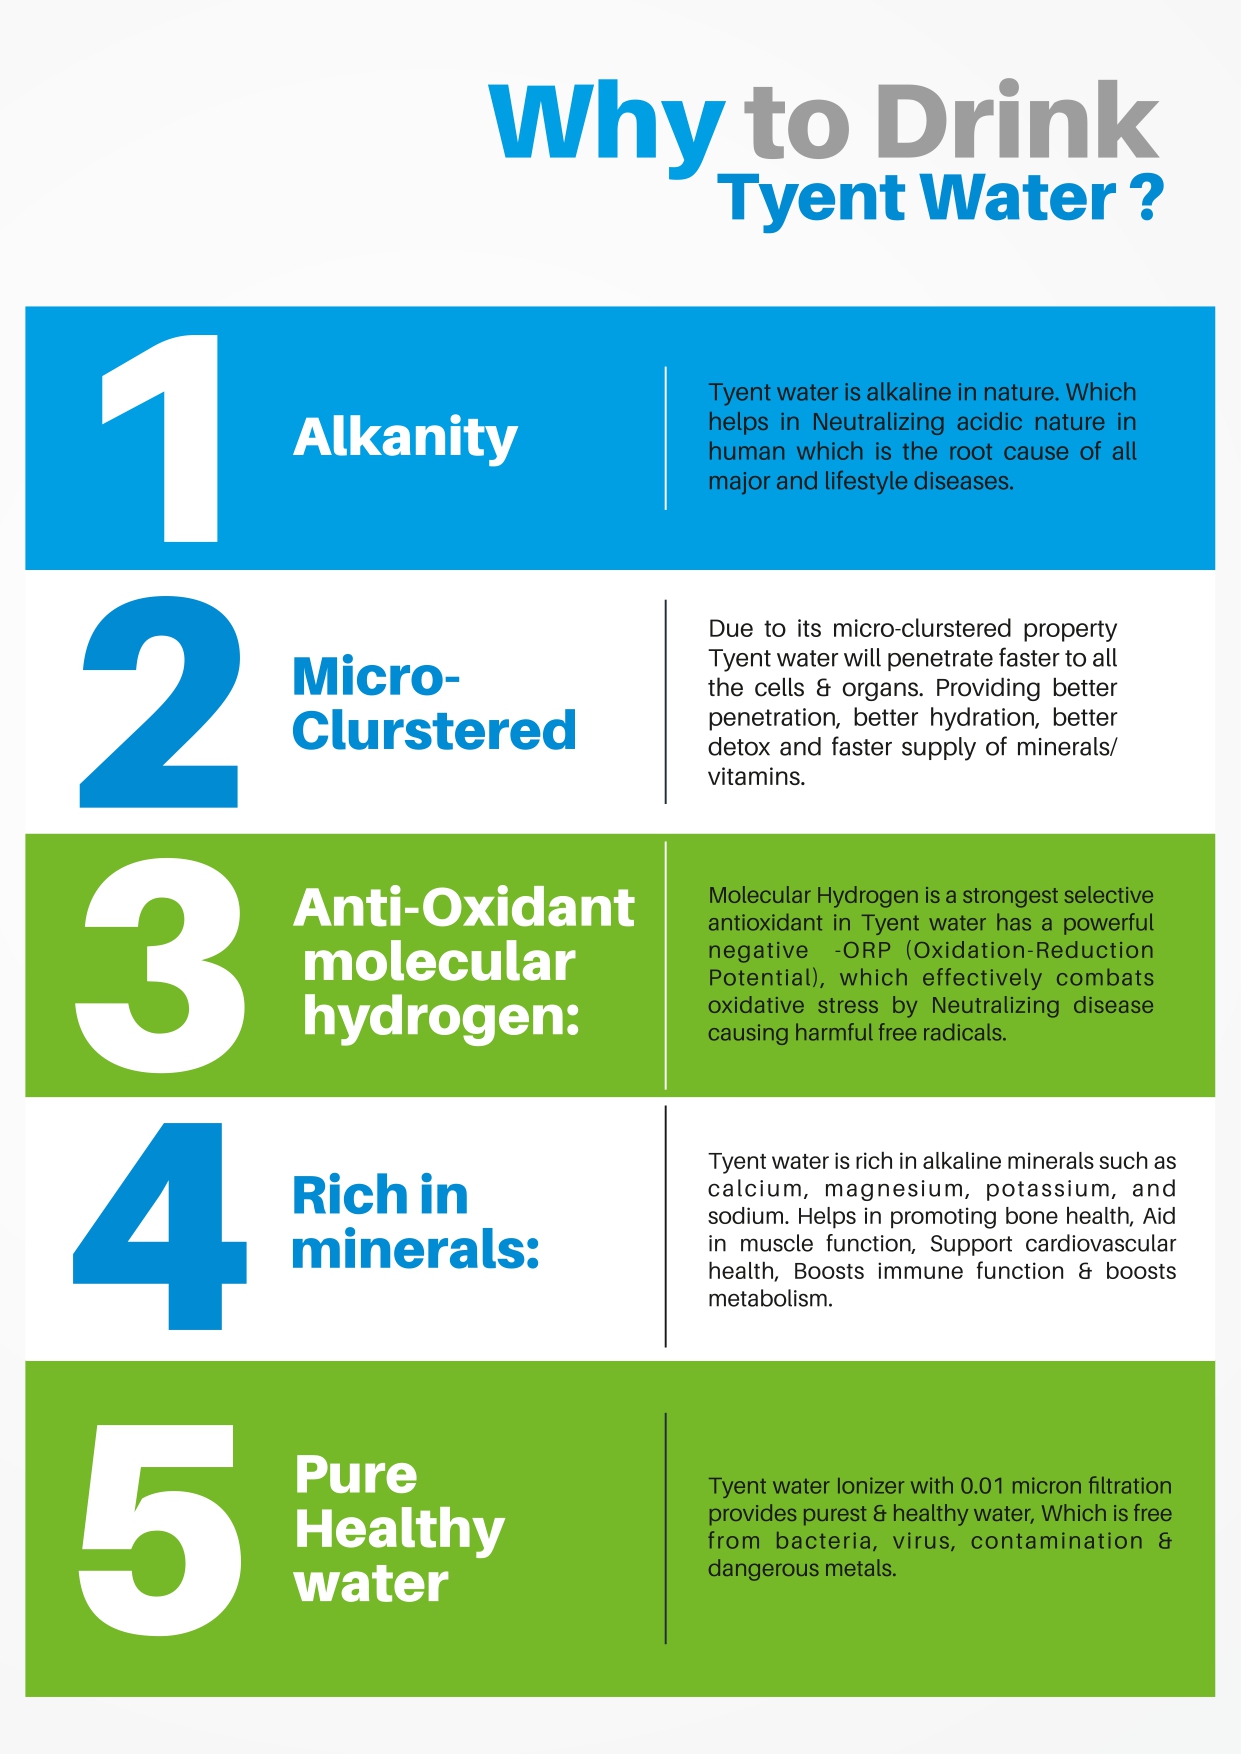 Why to Drink
Tyent Water ?
1
Alkanity
Tyent water is alkaline in nature. Which
helps in Neutralizing acidic nature in
human which is the root cause of all
major and lifestyle diseases.
2
Micro-
Clurstered
Due to its micro-clurstered property
Tyent water will penetrate faster to all
the cells & organs. Providing better
penetration, better hydration, better
detox and faster supply of minerals/
vitamins.
3
Anti-Oxidant
molecular
hydrogen:
Molecular Hydrogen is a strongest selective
antioxidant in Tyent water has a powerful
negative -ORP (Oxidation-Reduction
Potential), which effectively combats
oxidative stress by Neutralizing disease
causing harmful free radicals.
4
Rich in
minerals:
Tyent water is rich in alkaline minerals such as
calcium, magnesium, potassium, and
sodium. Helps in promoting bone health, Aid
in muscle function, Support cardiovascular
health, Boosts immune function & boosts
metabolism.
5
Pure
Healthy
water
Tyent water Ionizer with 0.01 micron filtration
provides purest & healthy water, Which is free
from bacteria, virus, contamination &
dangerous metals.